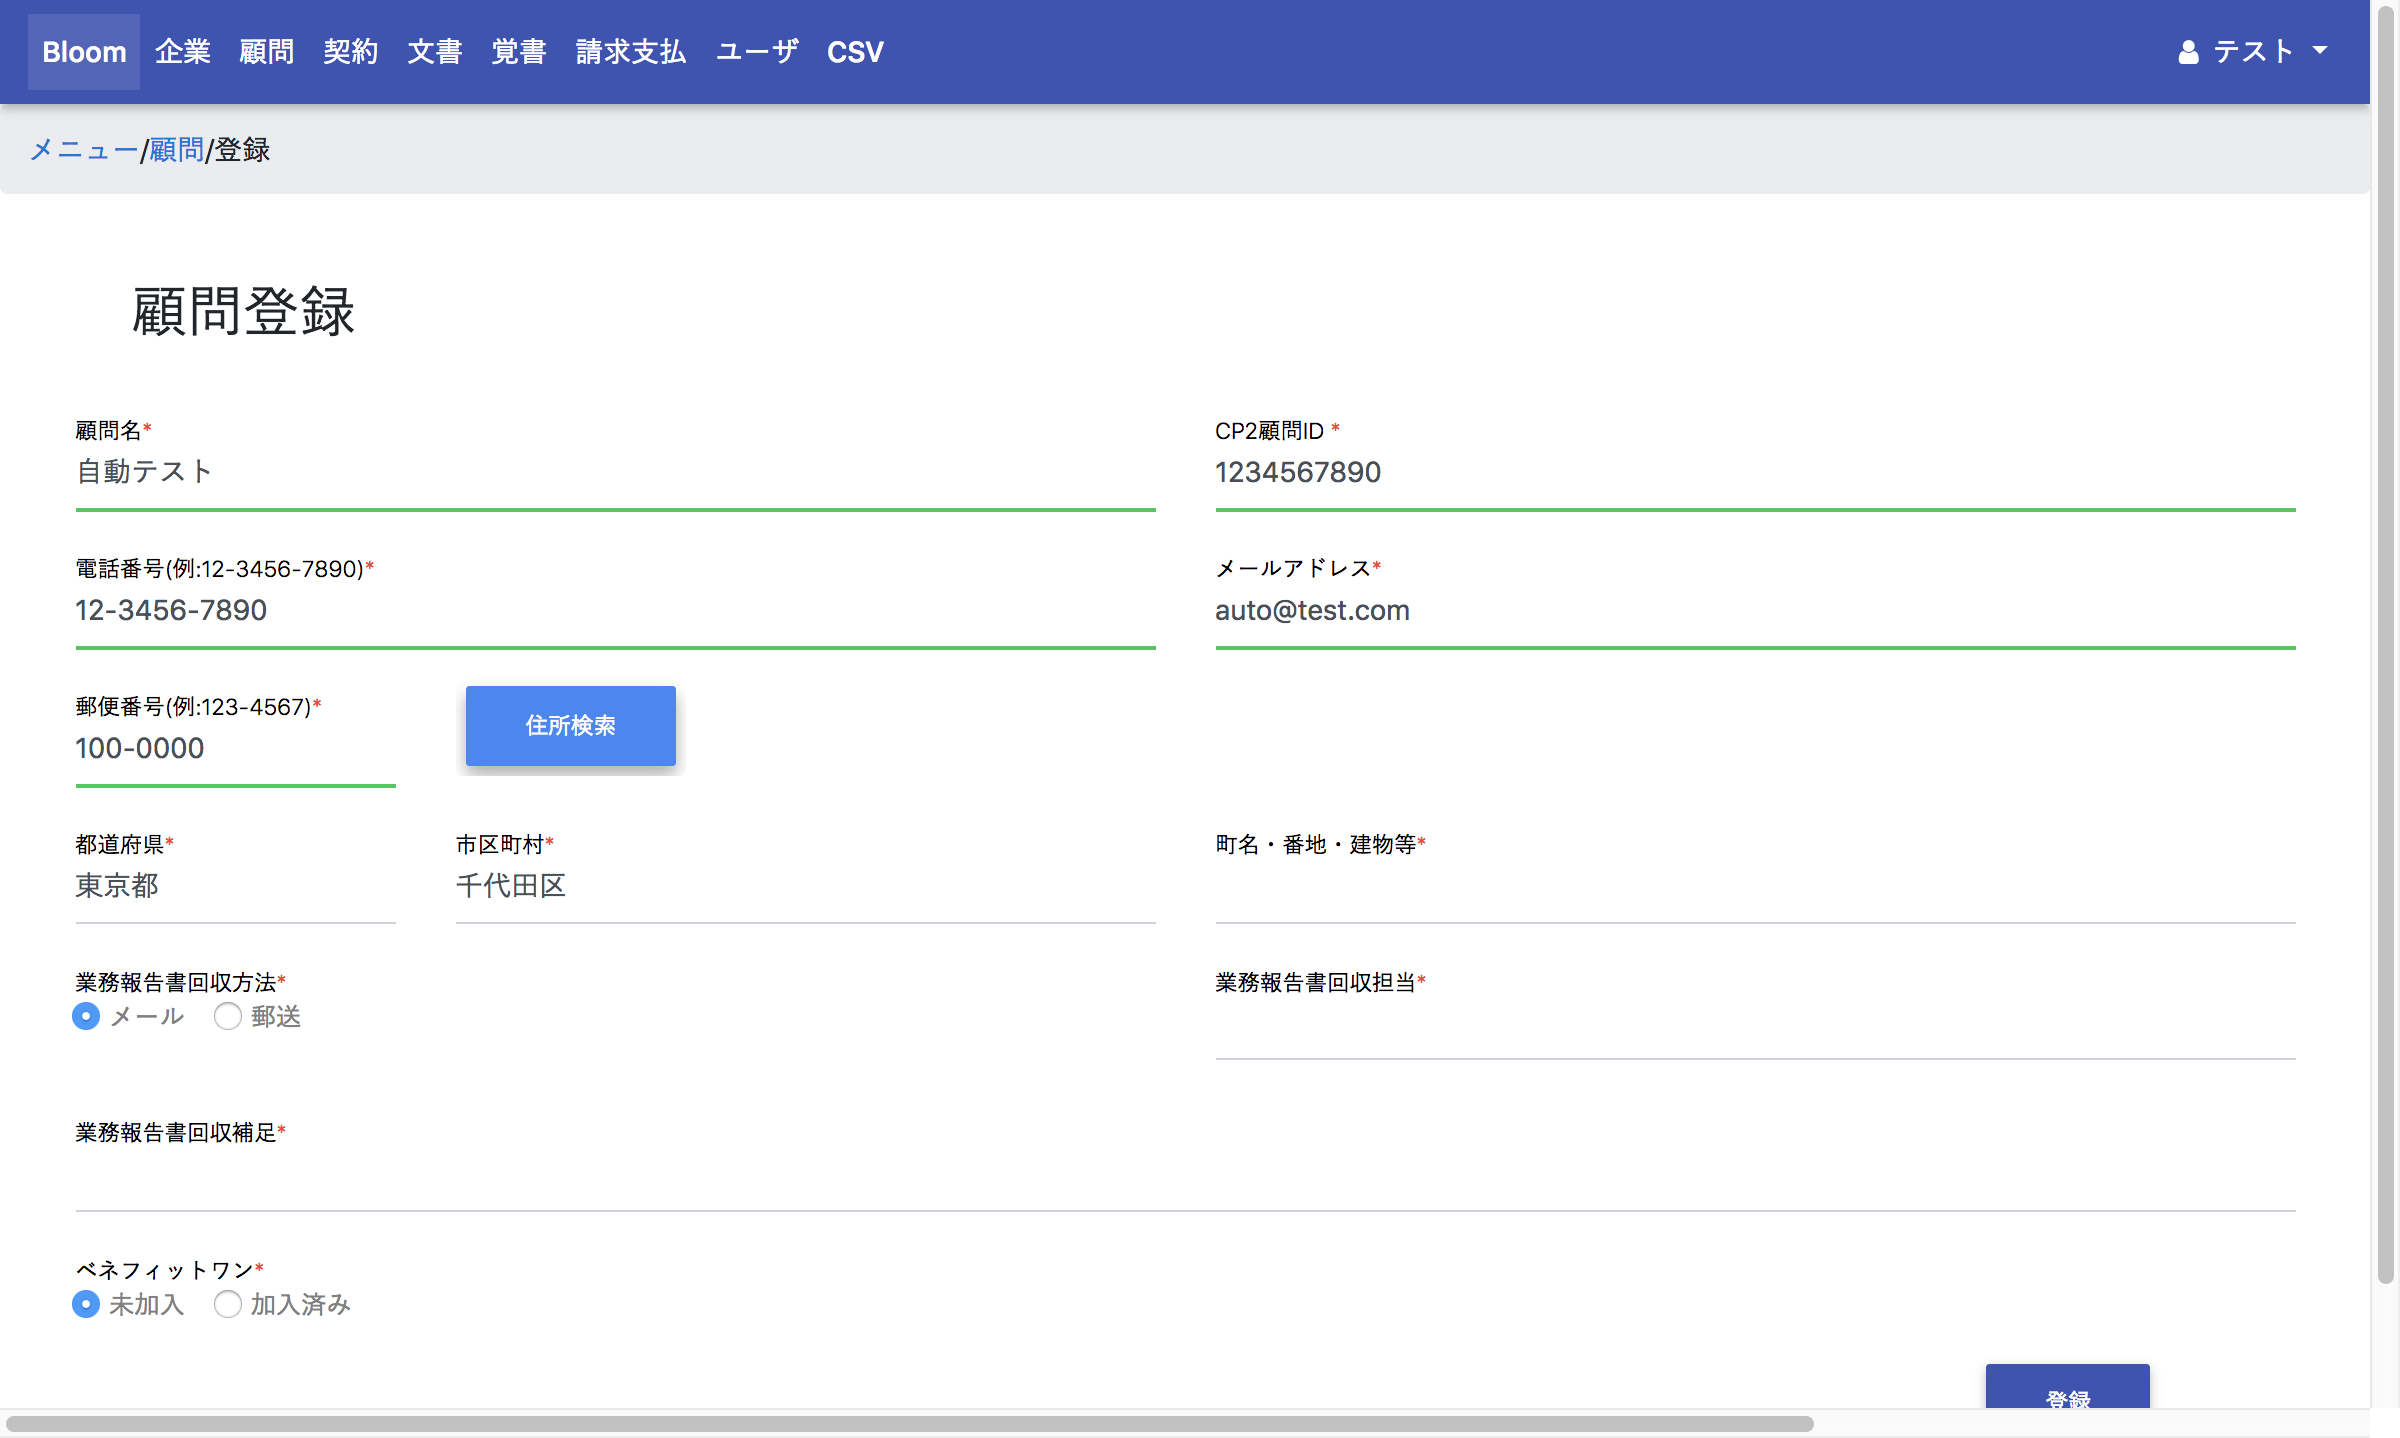 Bloom 企業 顧問 契約 文書 覚書 請求支払 ユーザ CSV テスト
メニュー/顧問/登録
顧問登録
顧問名* CP2顧問ID *
自動テスト 1234567890
電話番号(例:12-3456-7890)* メールアドレス*
12-3456-7890 auto@test.com
郵便番号(例:123-4567)* 住所検索
100-0000
都道府県* 市区町村* 町名・番地・建物等*
東京都 千代田区
業務報告書回収方法* 業務報告書回収担当*
メール 郵送
業務報告書回収補足*
ベネフィットワン*
未加入 加入済み
登録